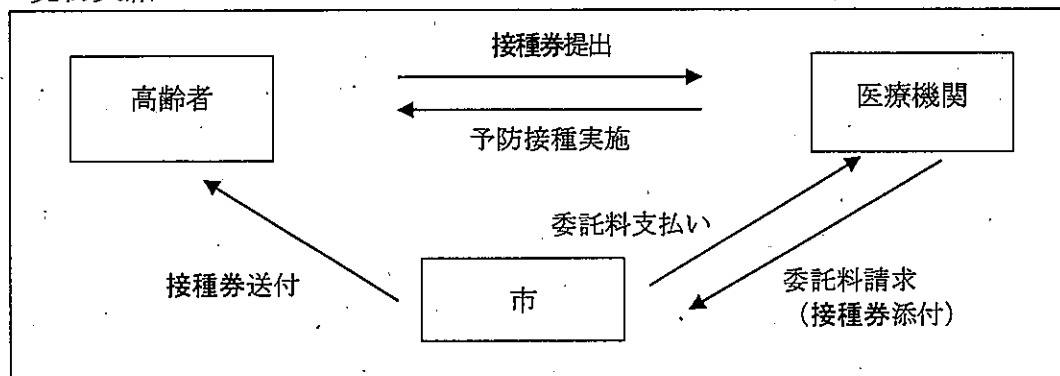 接種券提出
高齢者
医療機関
予防接種実施
委託料支払い
接種券送付
市
委託料請求
（接種券添付）